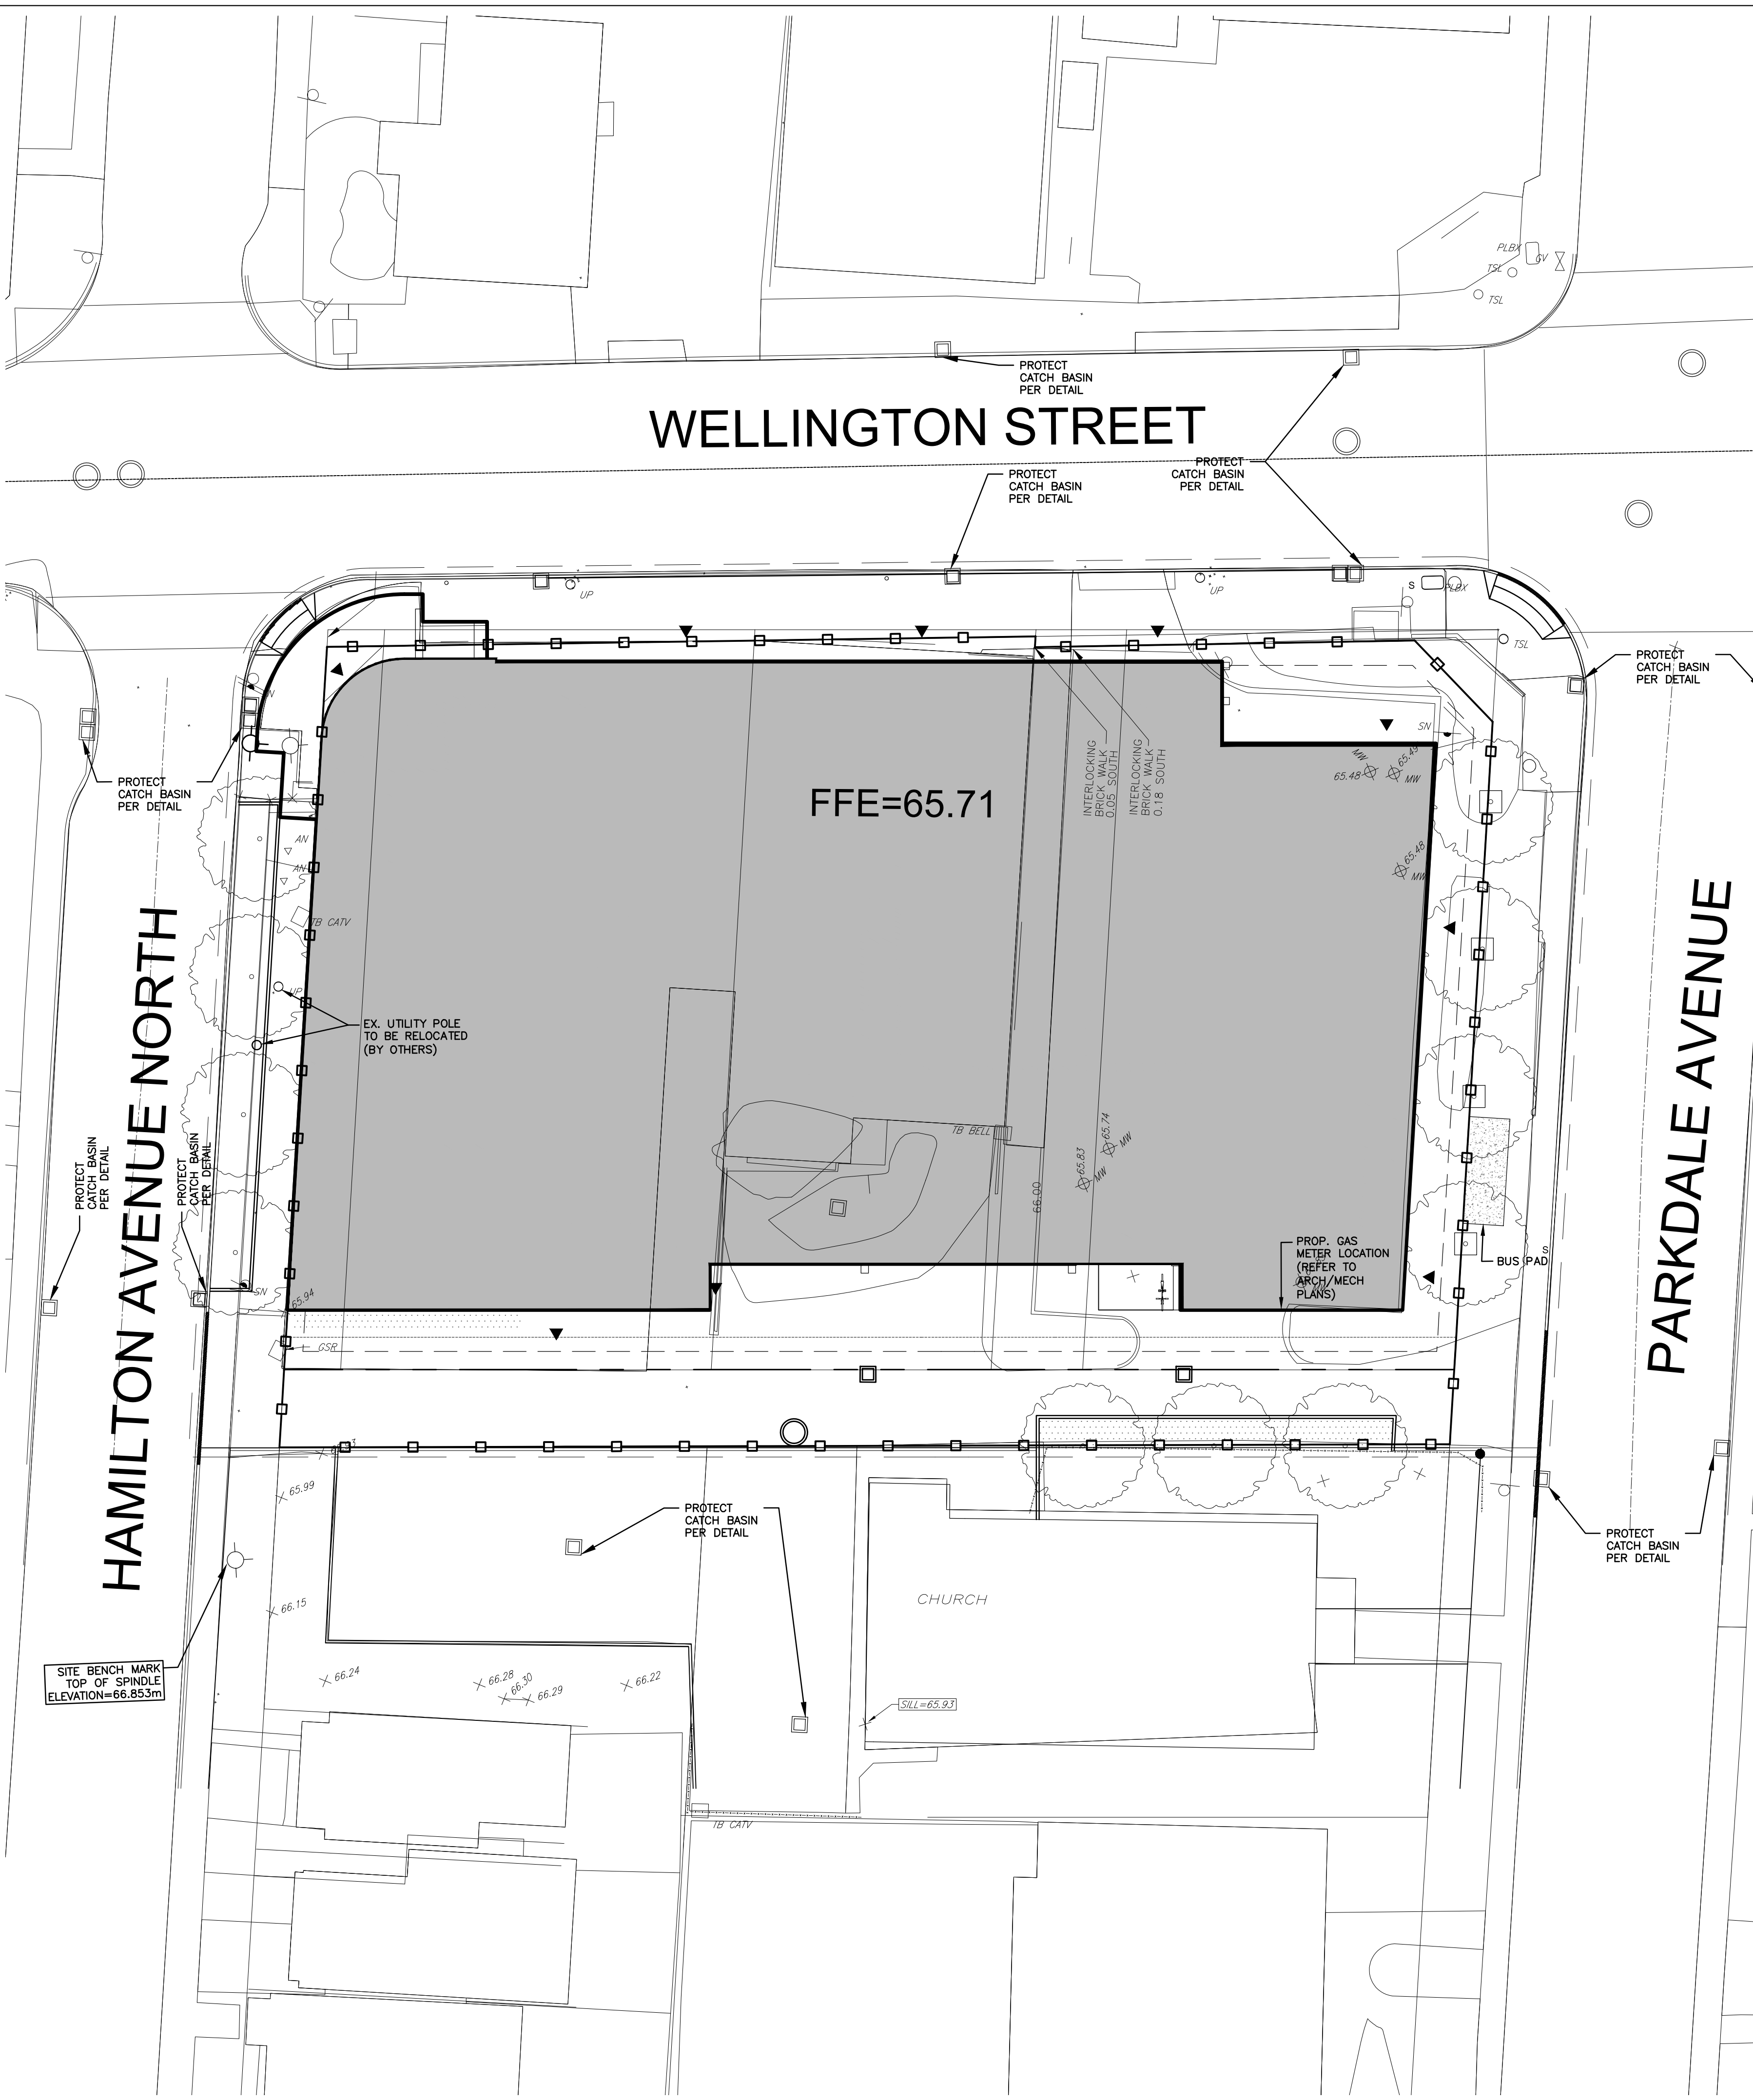 PLBX
GV
TSL
TSL
PROTECT
CATCH BASIN
PER DETAIL
WELLINGTON STREET
PROTECT
CATCH BASIN
PER DETAIL
PROTECT
CATCH BASIN
PER DETAIL
UP
UP
S
PLBX
TSL
PROTECT
CATCH BASIN
PER DETAIL
SN
PROTECT
CATCH BASIN
PER DETAIL
INTERLOCKING
BRICK WALK
0.05 SOUTH
INTERLOCKING
BRICK WALK
0.18 SOUTH
MW
65.48
65.49
MW
FFE=65.71
AN
AN
65.48
MW
TB CATV
UP
EX. UTILITY POLE
TO BE RELOCATED
(BY OTHERS)
HAMILTON AVENUE NORTH
PARKDALE AVENUE
PROTECT
CATCH BASIN
PER DETAIL
PROTECT
CATCH BASIN
PER DETAIL
TB BELL
65.74
MW
65.83
MW
66.00
PROP. GAS
METER LOCATION
(REFER TO
ARCH/MECH
PLANS)
S
BUS PAD
SN
65.94
GSR
65.99
PROTECT
CATCH BASIN
PER DETAIL
PROTECT
CATCH BASIN
PER DETAIL
CHURCH
66.15
SITE BENCH MARK
TOP OF SPINDLE
ELEVATION=66.853m
66.24
66.28
66.30
66.29
66.22
SILL=65.93
TB CATV